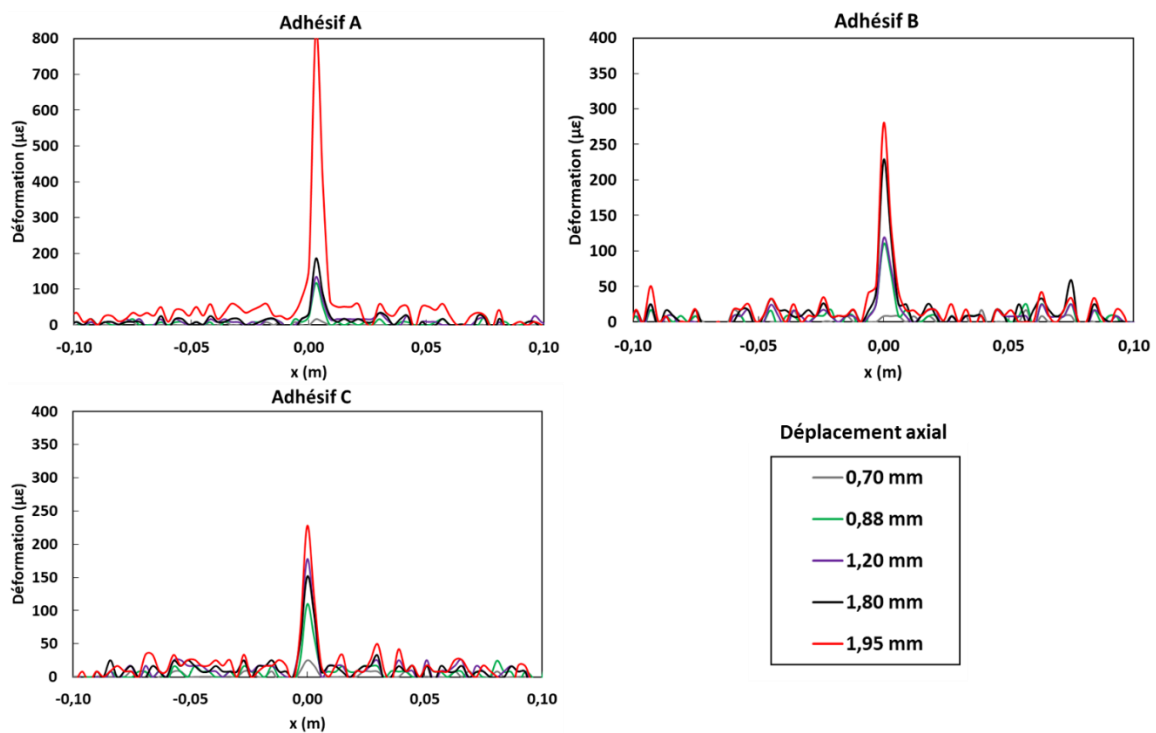 Adhésif A
800
700
600
500
400
300
200
100
0
Déformation (µε)
-0,10
-0,05
0,00
0,05
0,10
x (m)
Adhésif B
400
350
300
250
200
150
100
50
0
Déformation (µε)
-0,10
-0,05
0,00
0,05
0,10
x (m)
Adhésif C
400
350
300
250
200
150
100
50
0
Déformation (µε)
-0,10
-0,05
0,00
0,05
0,10
x (m)
Déplacement axial
0,70 mm
0,88 mm
1,20 mm
1,80 mm
1,95 mm